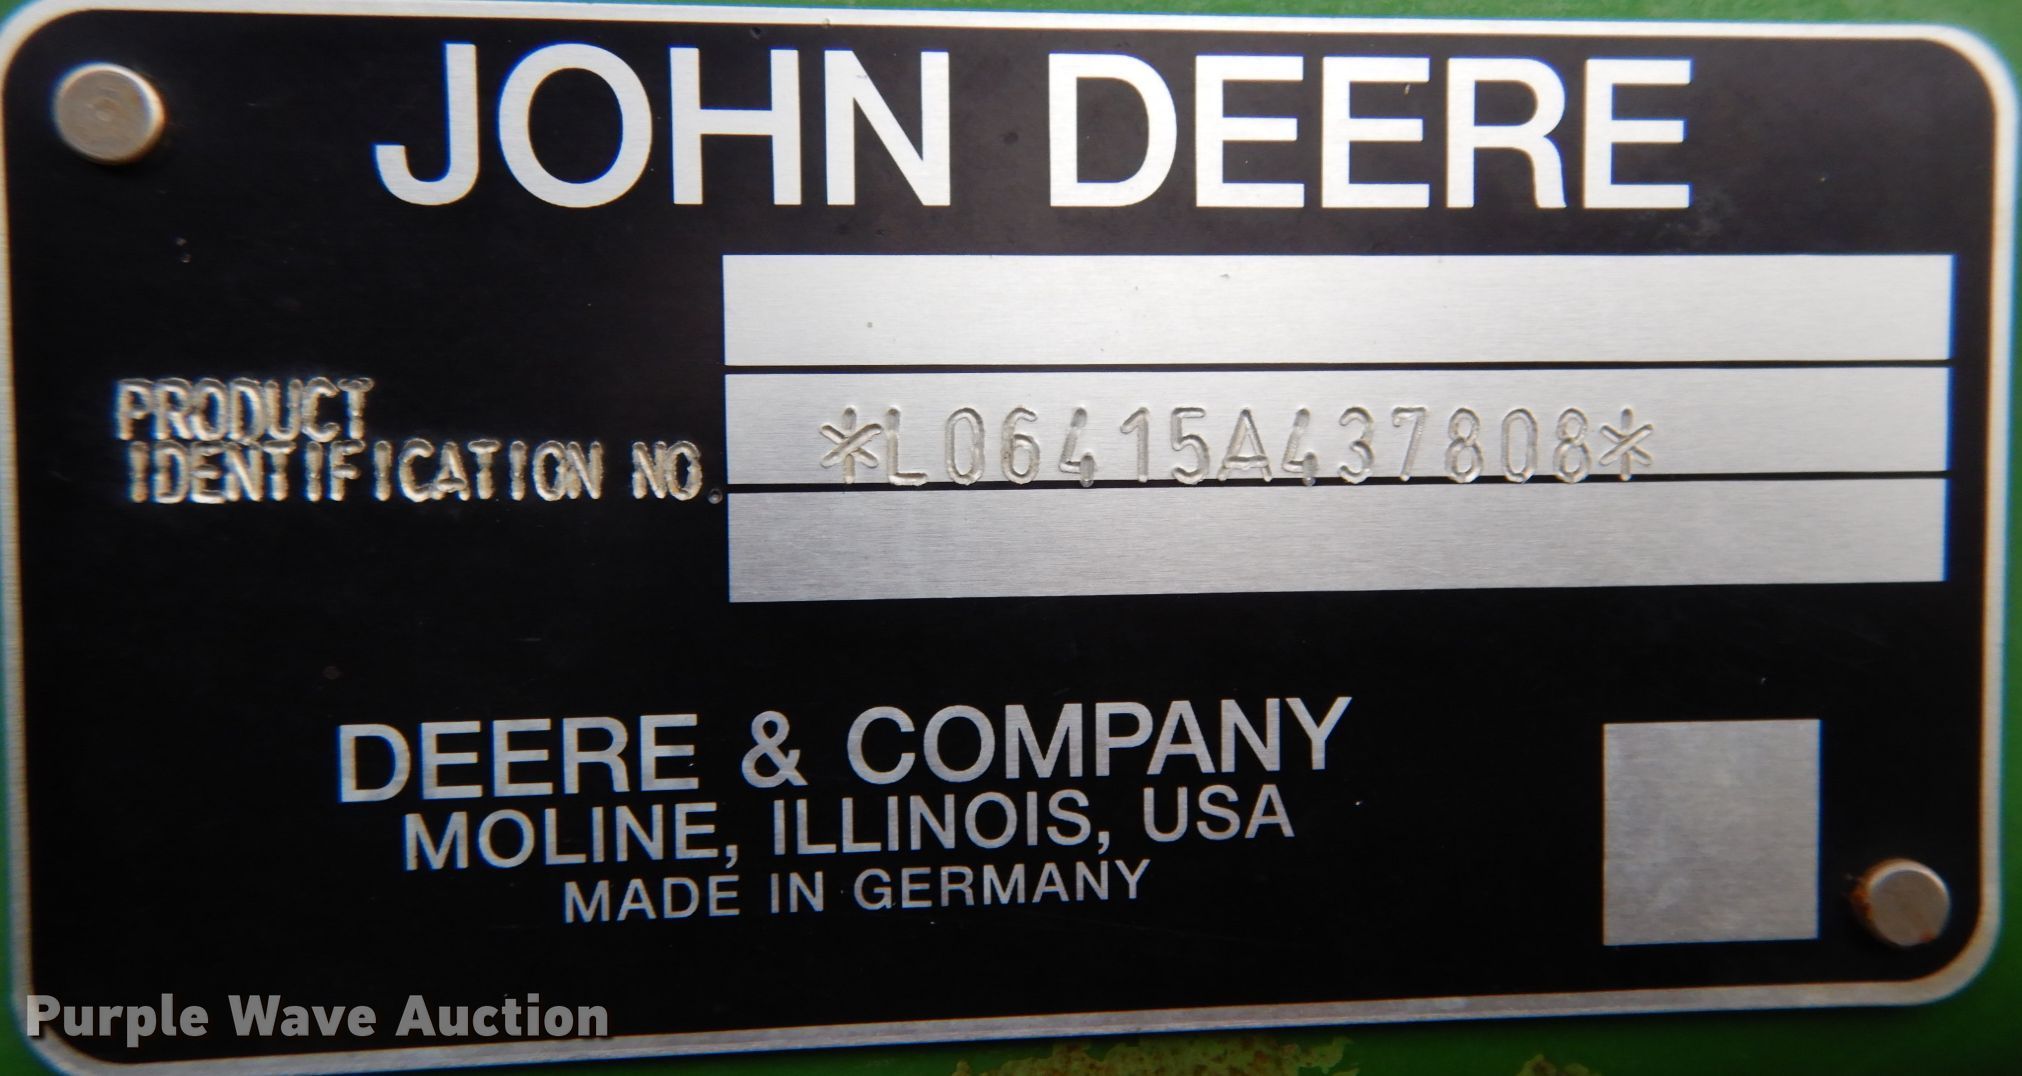 JOHN DEERE
PRODUCT
IDENTIFICATION NO.
*L06415A437808*
DEERE & COMPANY
MOLINE, ILLINOIS, USA
MADE IN GERMANY
Purple Wave Auction